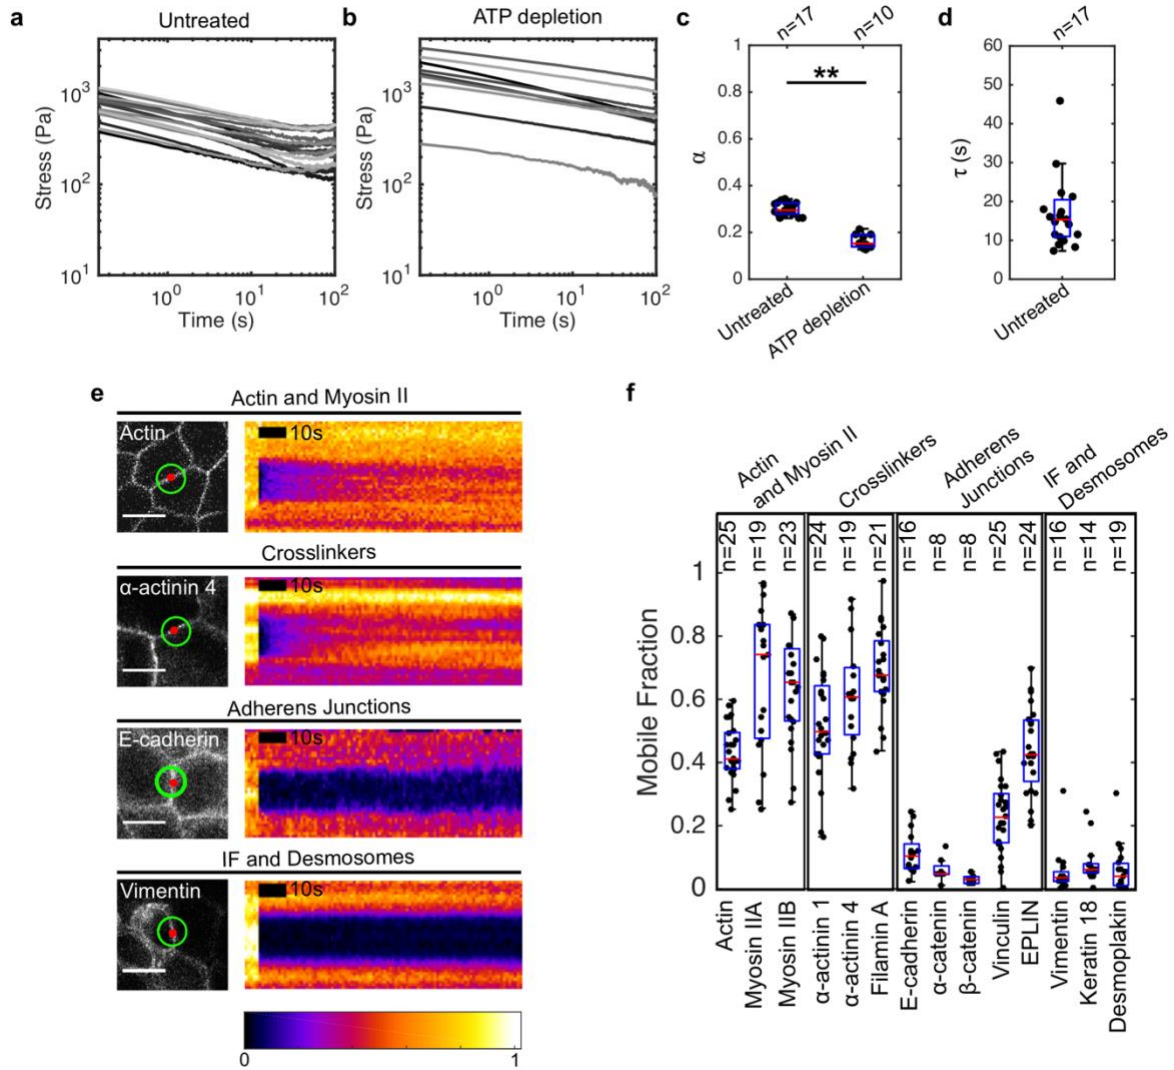 a
Untreated
Stress (Pa)
10³
10²
10¹
10⁰
10¹
10²
Time (s)
b
ATP depletion
Stress (Pa)
10³
10²
10¹
10⁰
10¹
10²
Time (s)
c
n=17
n=10
**
α
1
0.8
0.6
0.4
0.2
0
Untreated
ATP depletion
d
n=17
τ (s)
60
50
40
30
20
10
0
Untreated
e
Actin and Myosin II
Actin
10s
Crosslinkers
α-actinin 4
10s
Adherens Junctions
E-cadherin
10s
IF and Desmosomes
Vimentin
10s
0
1
f
Actin
and Myosin II
Crosslinkers
Adherens
Junctions
IF and
Desmosomes
n=25
n=19
n=23
n=24
n=19
n=21
n=16
n=8
n=8
n=25
n=24
n=16
n=14
n=19
Mobile Fraction
1
0.8
0.6
0.4
0.2
0
Actin
Myosin IIA
Myosin IIB
α-actinin 1
α-actinin 4
Filamin A
E-cadherin
α-catenin
β-catenin
Vinculin
EPLIN
Vimentin
Keratin 18
Desmoplakin